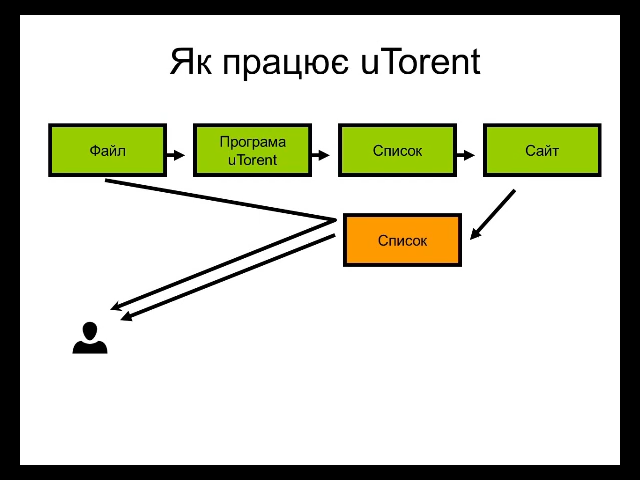 Як працює uTorent
Файл
Програма
uTorent
Список
Сайт
Список